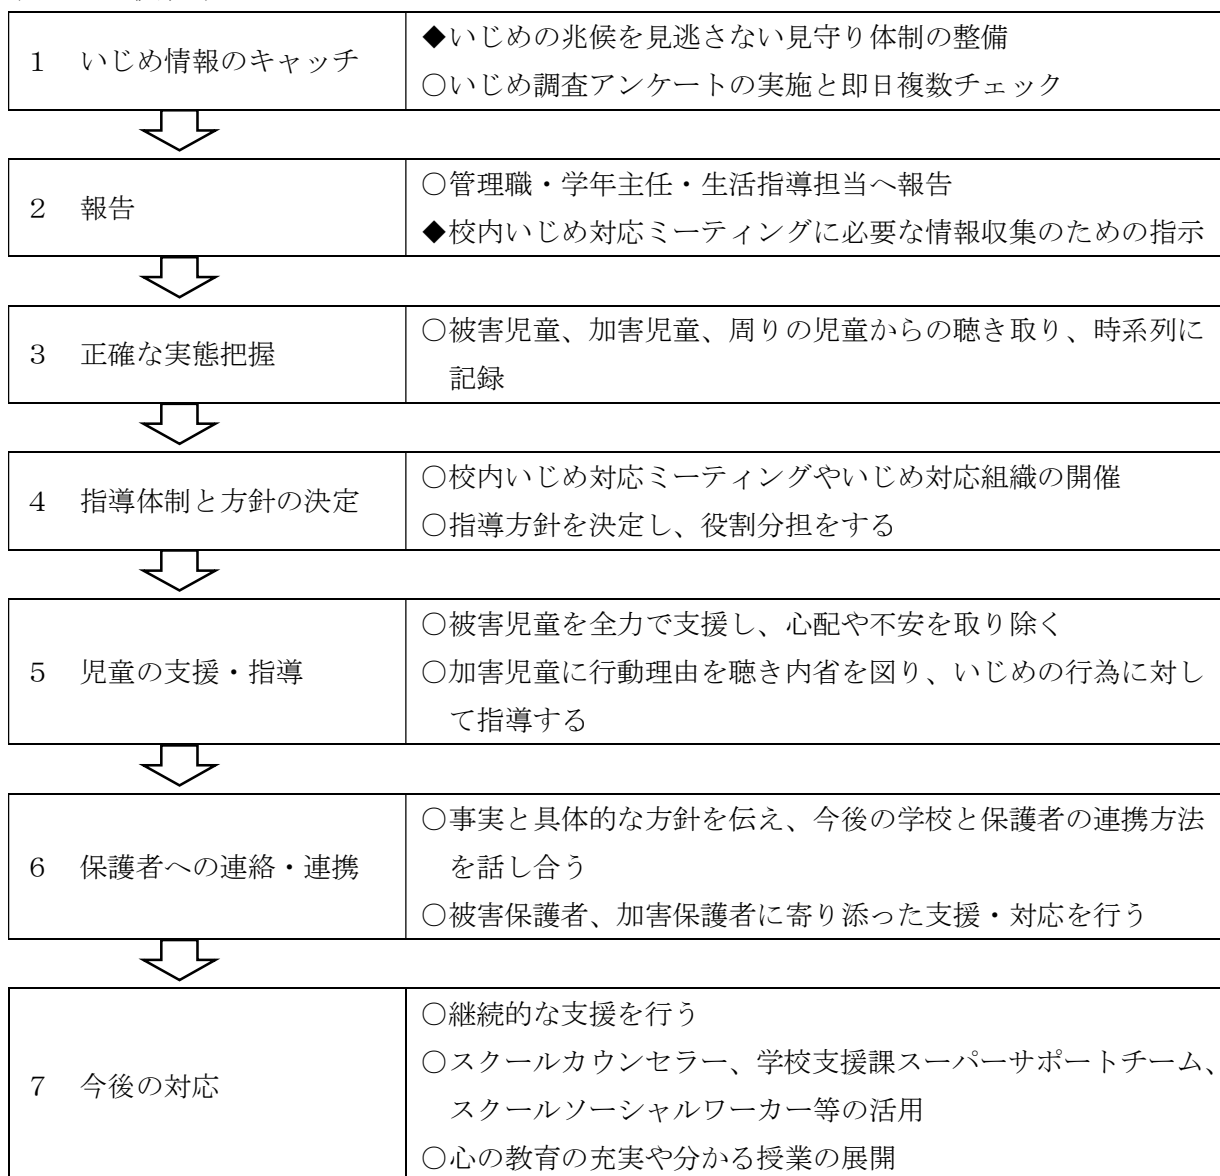 1 いじめ情報のキャッチ
◆いじめの兆候を見逃さない見守り体制の整備
○いじめ調査アンケートの実施と即日複数チェック
2 報告
○管理職・学年主任・生活指導担当へ報告
◆校内いじめ対応ミーティングに必要な情報収集のための指示
3 正確な実態把握
○被害児童、加害児童、周りの児童からの聴き取り、時系列に
記録
4 指導体制と方針の決定
○校内いじめ対応ミーティングやいじめ対応組織の開催
○指導方針を決定し、役割分担をする
5 児童の支援・指導
○被害児童を全力で支援し、心配や不安を取り除く
○加害児童に行動理由を聴き内省を図り、いじめの行為に対し
て指導する
6 保護者への連絡・連携
○事実と具体的な方針を伝え、今後の学校と保護者の連携方法
を話し合う
○被害保護者、加害保護者に寄り添った支援・対応を行う
7 今後の対応
○継続的な支援を行う
○スクールカウンセラー、学校支援課スーパーサポートチーム、
スクールソーシャルワーカー等の活用
○心の教育の充実や分かる授業の展開